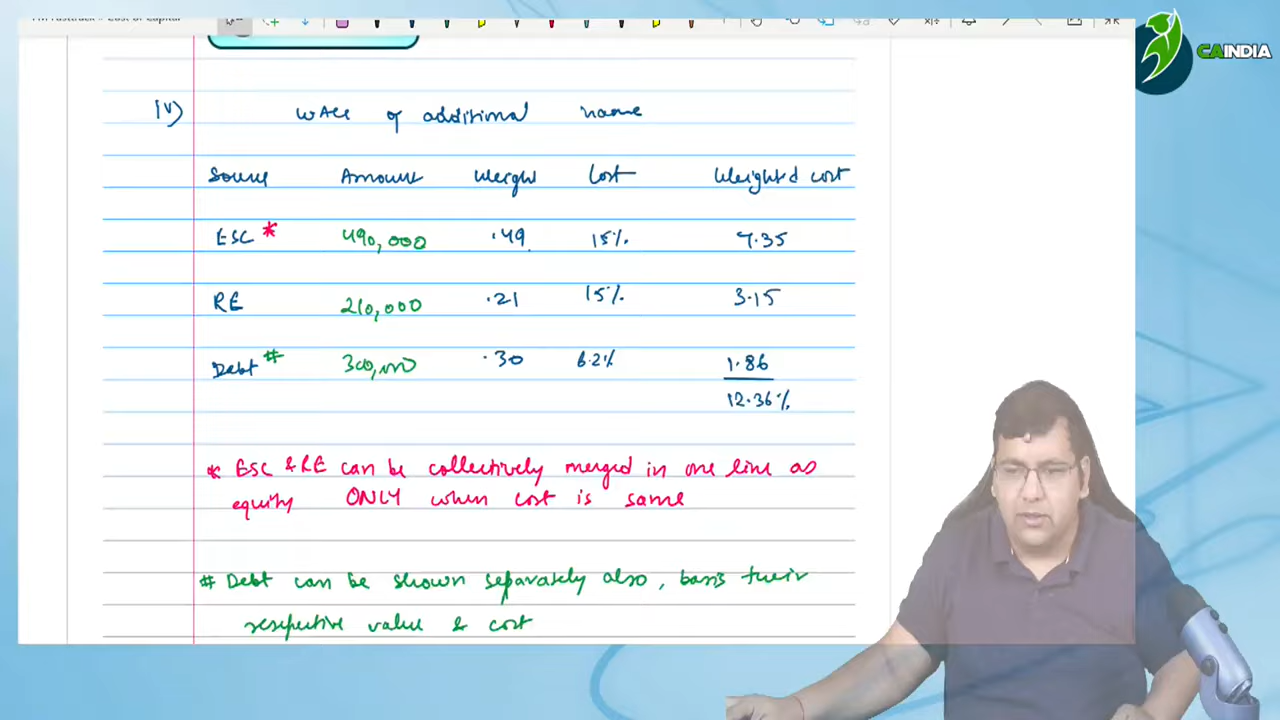 CAINDIA
IV) WACC of additional
Source Amount Weight Cost Weighted cost
ESC * 490,000 .49 15% 7.35
RE 210,000 .21 15% 3.15
Debt # 300,000 .30 6.2% 1.86
12.36%
* ESC & RE can be collectively merged in one line as
equity ONLY when cost is same
# Debt can be shown separately also, basis their
respective value & cost